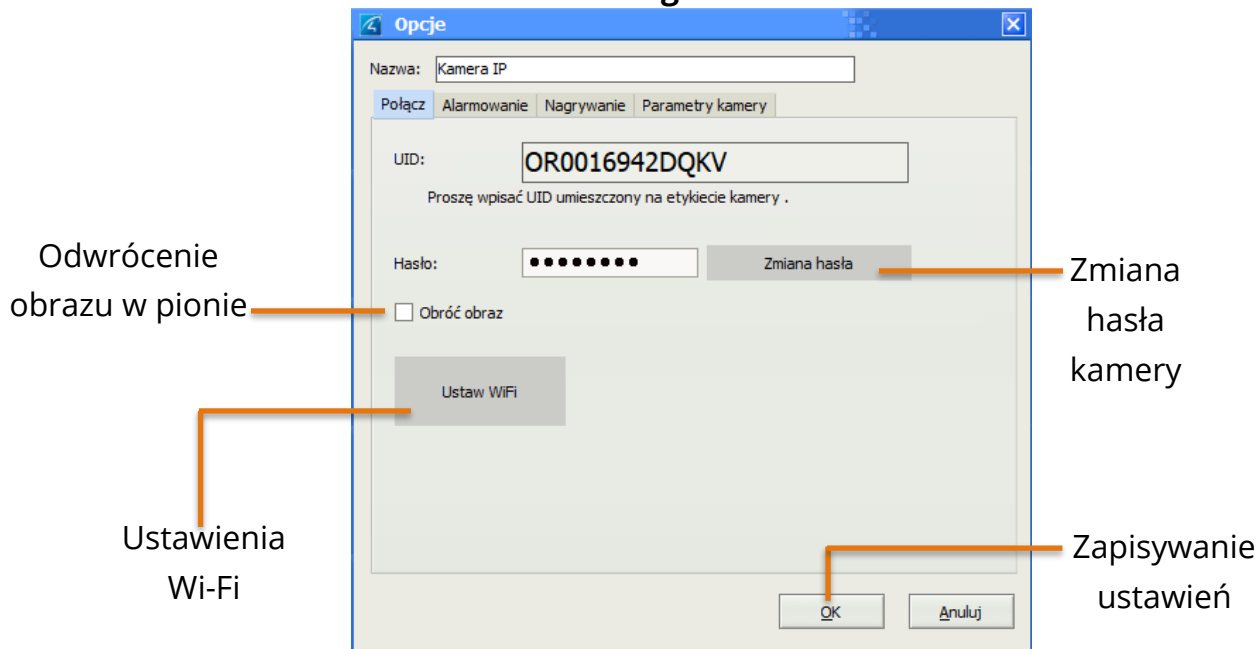 g
Opcje
Nazwa: Kamera IP
Połącz Alarmowanie Nagrywanie Parametry kamery
UID: OR0016942DQKV
Proszę wpisać UID umieszczony na etykiecie kamery .
Odwrócenie
obrazu w pionie
Hasło: ●●●●●●●● Zmiana hasła
Zmiana
hasła
kamery
Obróć obraz
Ustaw WiFi
Ustawienia
Wi-Fi
Zapisywanie
ustawień
OK Anuluj